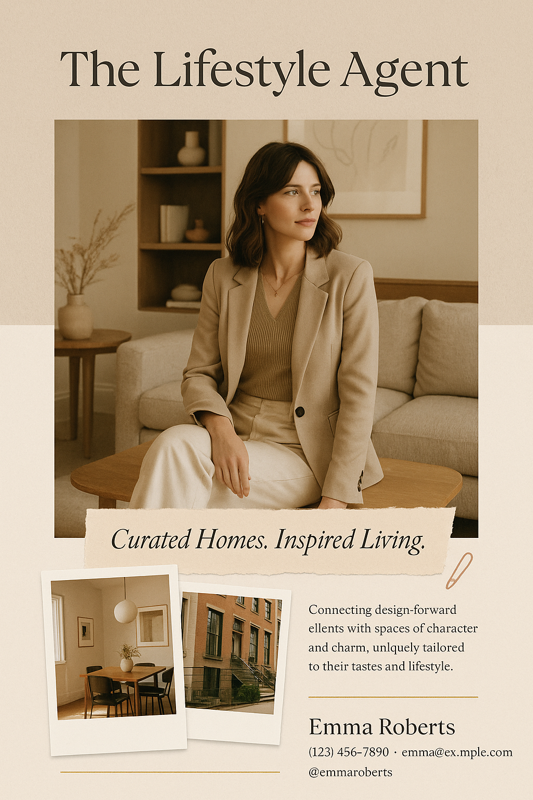 The Lifestyle Agent
Curated Homes. Inspired Living.
Connecting design-forward
ellents with spaces of character
and charm, unlquely tailored
to their tastes and lifestyle.
Emma Roberts
(123) 456-7890 · emma@ex.mple.com
@emmaroberts